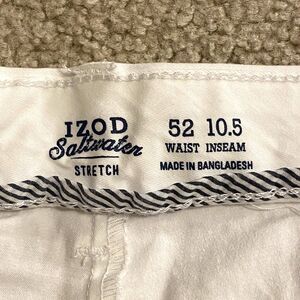 IZOD
Saltwater
STRETCH
52 10.5
WAIST INSEAM
MADE IN BANGLADESH